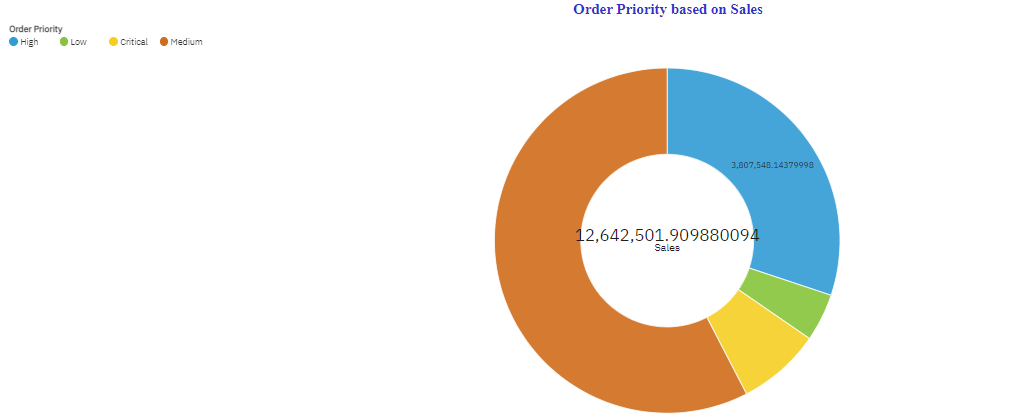 Order Priority based on Sales
Order Priority
High Low Critical Medium
3,807,548.14379998
12,642,501.909880094
Sales